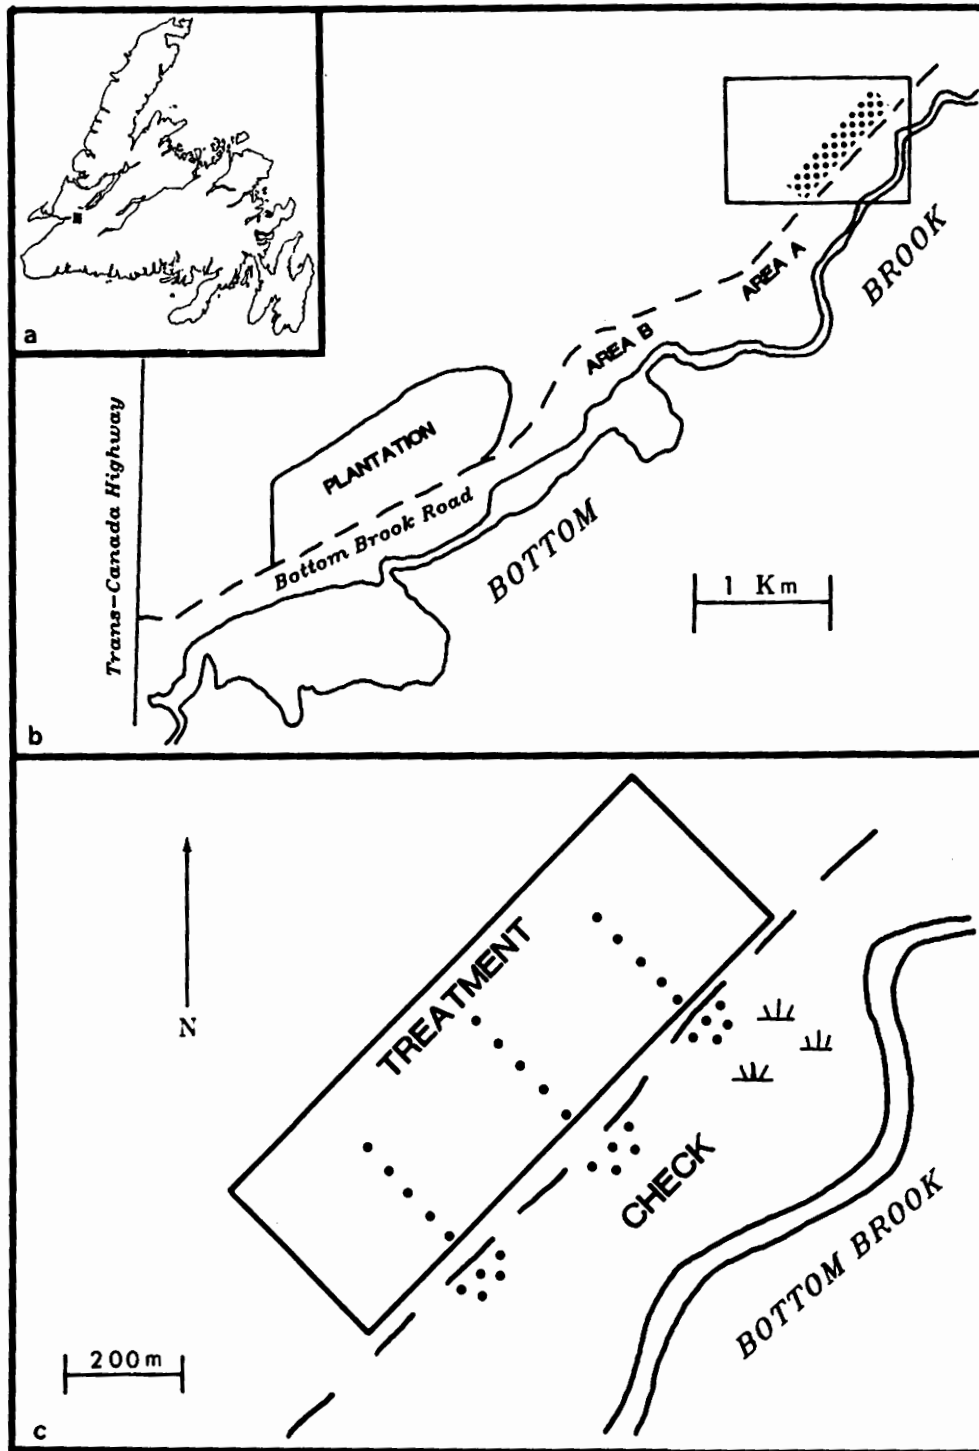 a
AREA A
BROOK
AREA B
PLANTATION
Trans-Canada Highway
Bottom Brook Road
BOTTOM
1 Km
b
TREATMENT
N
CHECK
BOTTOM BROOK
200m
c